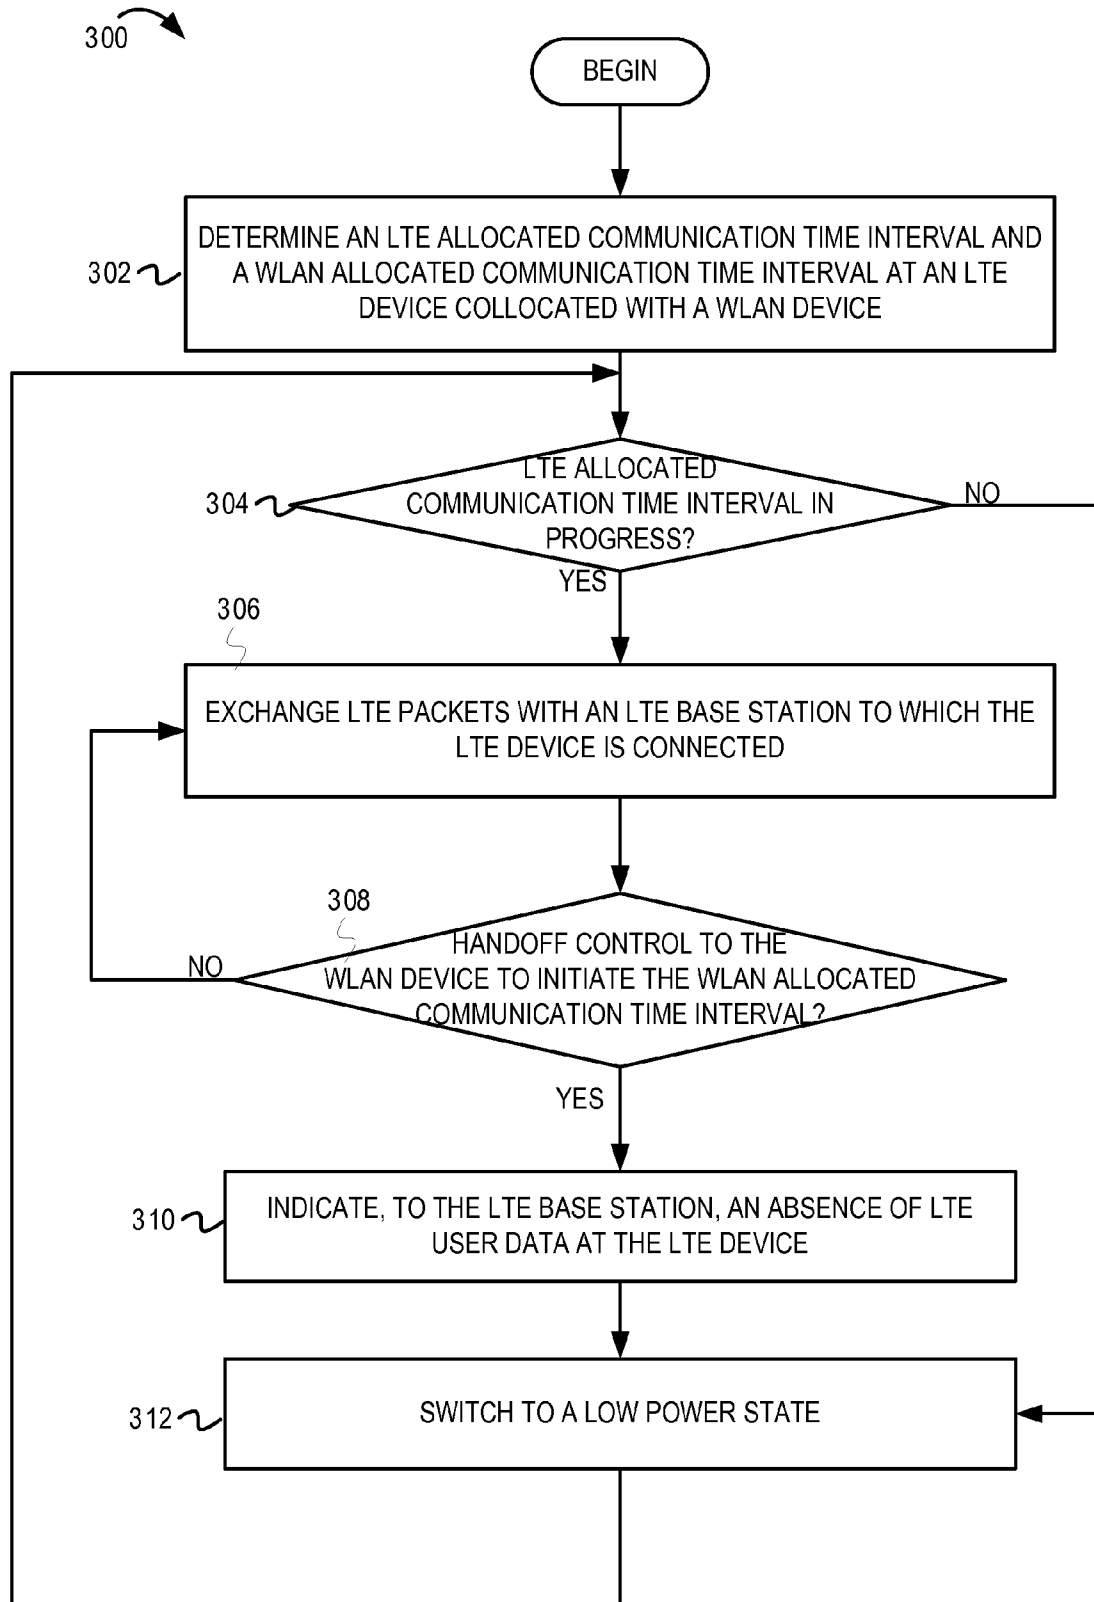 300
BEGIN
302
DETERMINE AN LTE ALLOCATED COMMUNICATION TIME INTERVAL AND
A WLAN ALLOCATED COMMUNICATION TIME INTERVAL AT AN LTE
DEVICE COLLOCATED WITH A WLAN DEVICE
304
LTE ALLOCATED
COMMUNICATION TIME INTERVAL IN
PROGRESS?
NO
YES
306
EXCHANGE LTE PACKETS WITH AN LTE BASE STATION TO WHICH THE
LTE DEVICE IS CONNECTED
308
HANDOFF CONTROL TO THE
WLAN DEVICE TO INITIATE THE WLAN ALLOCATED
COMMUNICATION TIME INTERVAL?
NO
YES
310
INDICATE, TO THE LTE BASE STATION, AN ABSENCE OF LTE
USER DATA AT THE LTE DEVICE
312
SWITCH TO A LOW POWER STATE